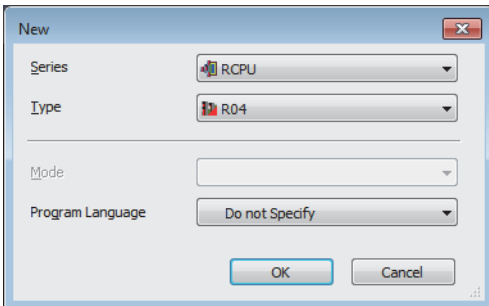 New
Series
RCPU
Type
R04
Mode
Program Language
Do not Specify
OK
Cancel